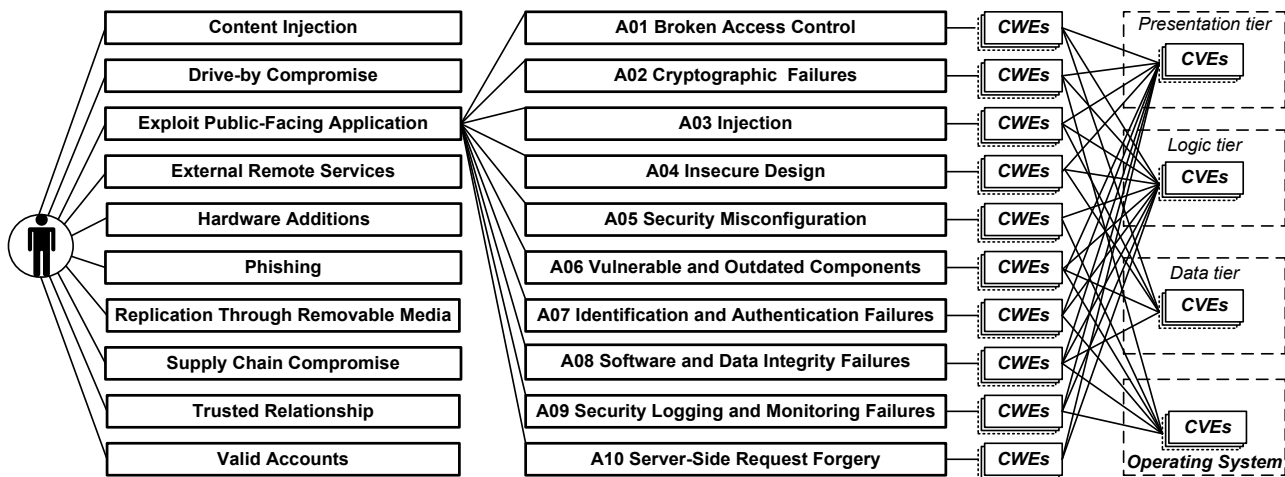 Content Injection
Drive-by Compromise
Exploit Public-Facing Application
External Remote Services
Hardware Additions
Phishing
Replication Through Removable Media
Supply Chain Compromise
Trusted Relationship
Valid Accounts
A01 Broken Access Control
A02 Cryptographic Failures
A03 Injection
A04 Insecure Design
A05 Security Misconfiguration
A06 Vulnerable and Outdated Components
A07 Identification and Authentication Failures
A08 Software and Data Integrity Failures
A09 Security Logging and Monitoring Failures
A10 Server-Side Request Forgery
CWEs
CWEs
CWEs
CWEs
CWEs
CWEs
CWEs
CWEs
CWEs
CWEs
Presentation tier
CVEs
Logic tier
CVEs
Data tier
CVEs
CVEs
Operating System